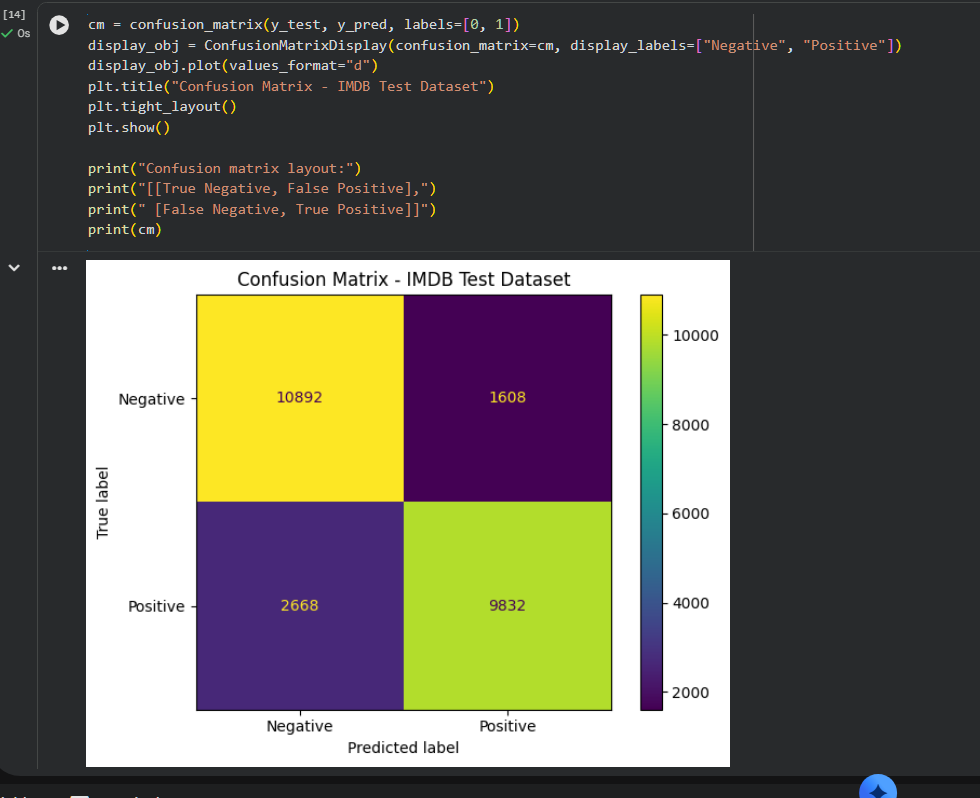 [14]
0s
cm = confusion_matrix(y_test, y_pred, labels=[0, 1])
display_obj = ConfusionMatrixDisplay(confusion_matrix=cm, display_labels=["Negative", "Positive"])
display_obj.plot(values_format="d")
plt.title("Confusion Matrix - IMDB Test Dataset")
plt.tight_layout()
plt.show()
print("Confusion matrix layout:")
print("[[True Negative, False Positive],")
print(" [False Negative, True Positive]]")
print(cm)
Confusion Matrix - IMDB Test Dataset
10000
Negative
10892
1608
8000
True label
6000
Positive
2668
9832
4000
2000
Negative
Positive
Predicted label